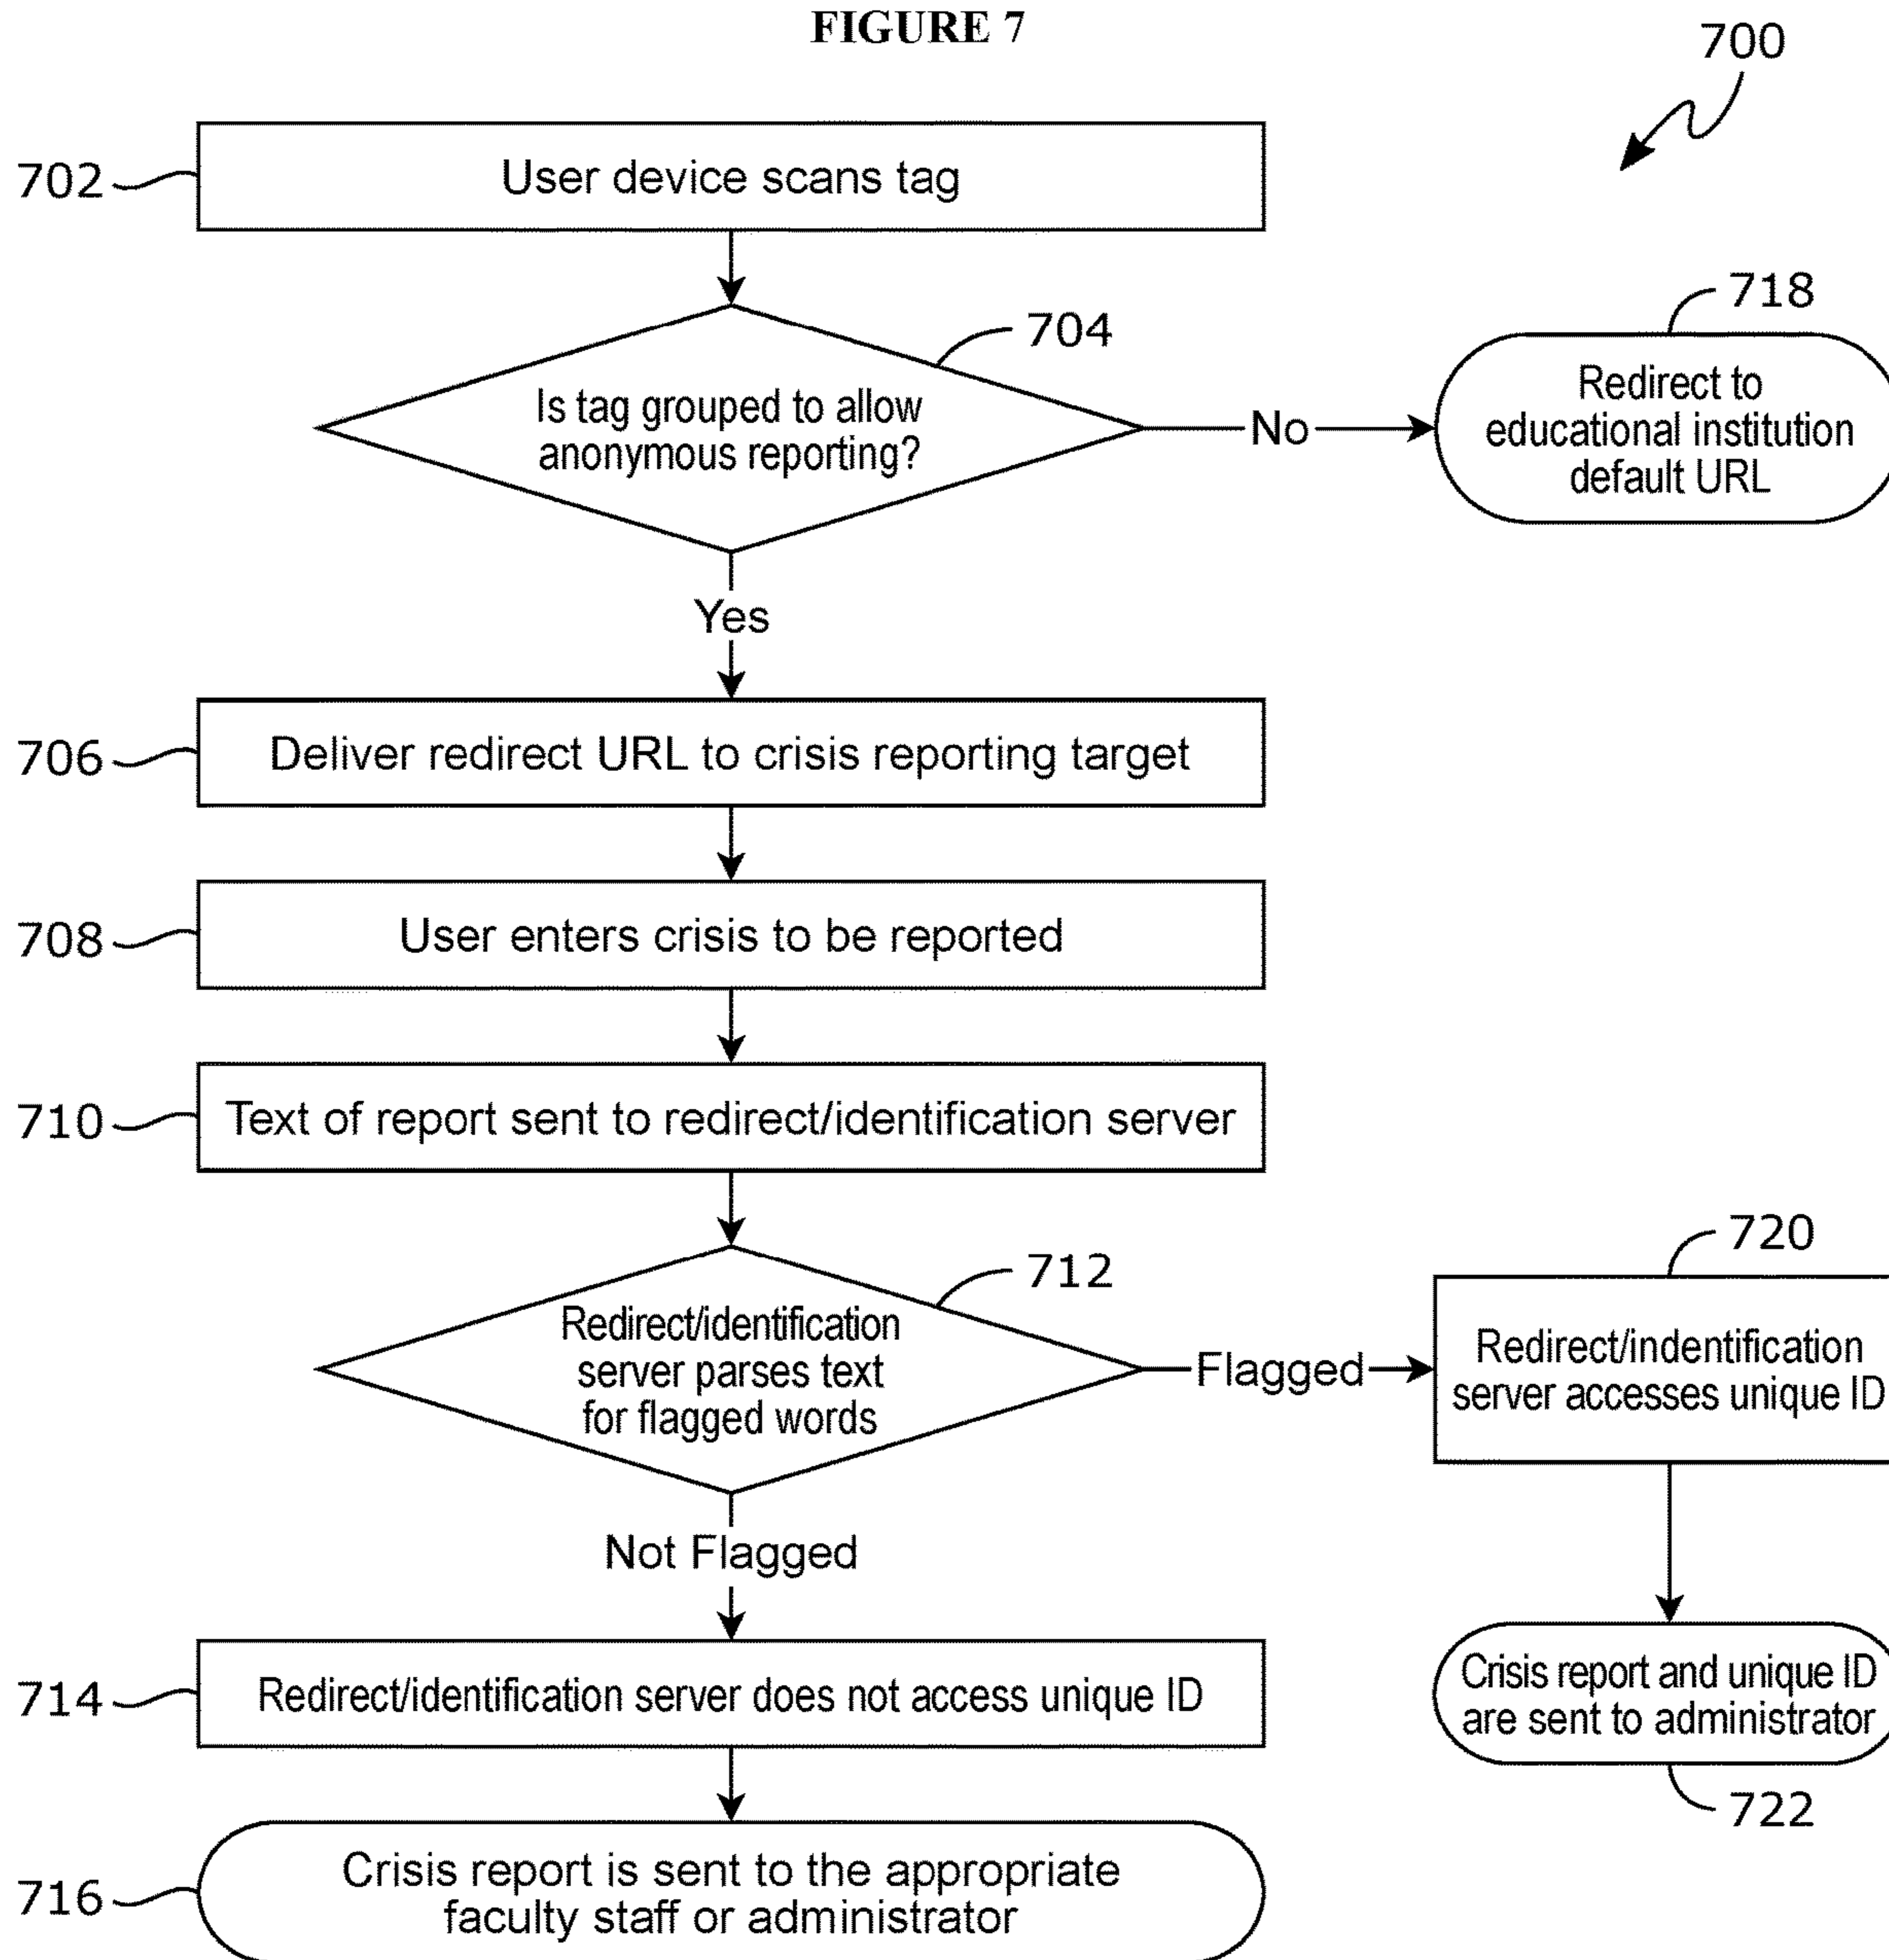 FIGURE 7
700
702
User device scans tag
704
Is tag grouped to allow
anonymous reporting?
No
718
Redirect to
educational institution
default URL
Yes
706
Deliver redirect URL to crisis reporting target
708
User enters crisis to be reported
710
Text of report sent to redirect/identification server
712
Redirect/identification
server parses text
for flagged words
Flagged
720
Redirect/indentification
server accesses unique ID
Not Flagged
714
Redirect/identification server does not access unique ID
Crisis report and unique ID
are sent to administrator
722
716
Crisis report is sent to the appropriate
faculty staff or administrator